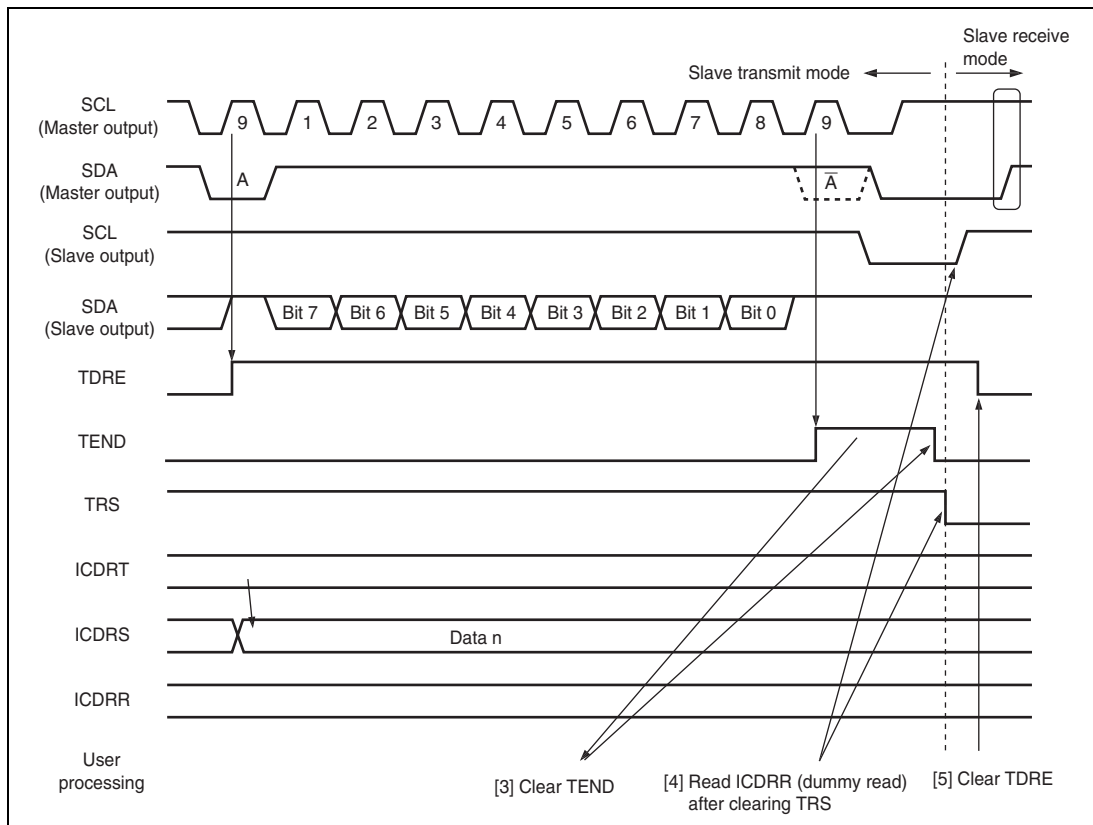 Slave receive
mode
Slave transmit mode
SCL
(Master output)
9 1 2 3 4 5 6 7 8 9
SDA
(Master output)
A
A̅
SCL
(Slave output)
SDA
(Slave output)
Bit 7 Bit 6 Bit 5 Bit 4 Bit 3 Bit 2 Bit 1 Bit 0
TDRE
TEND
TRS
ICDRT
ICDRS
Data n
ICDRR
User
processing
[3] Clear TEND
[4] Read ICDRR (dummy read)
after clearing TRS
[5] Clear TDRE